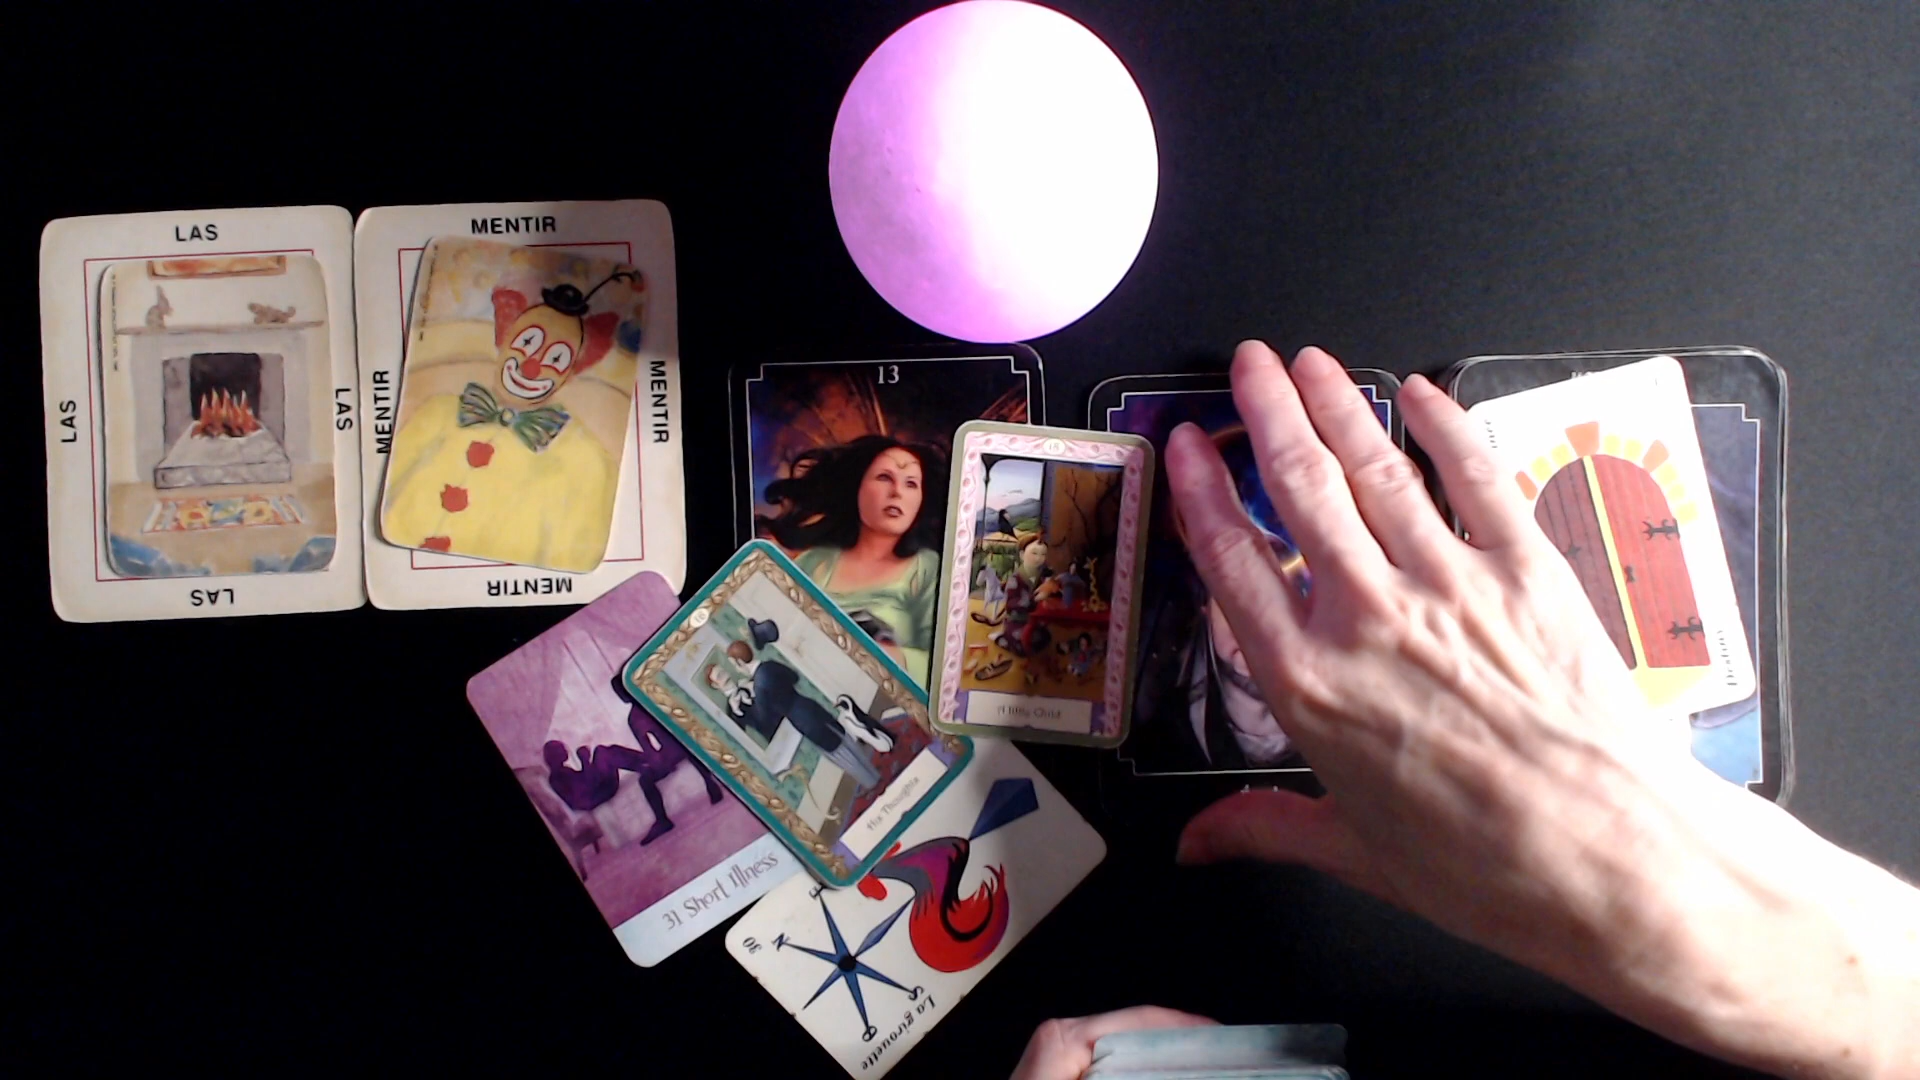 LAS
LAS
LAS
LAS
MENTIR
MENTIR
MENTIR
MENTIR
13
18
A little Child
His Thoughts
31 Short Illness
N
E
S
O
30
La girouette